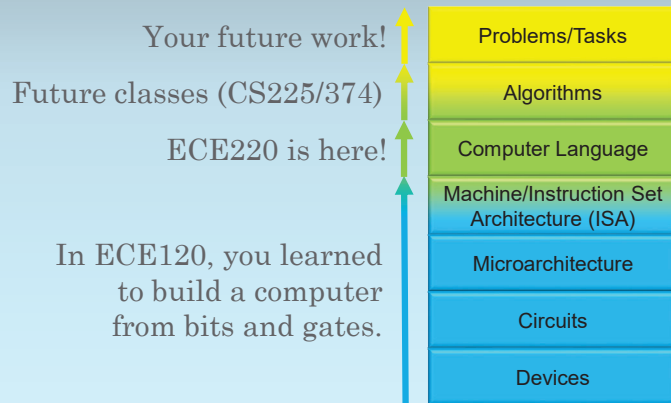 Your future work!
Problems/Tasks
Future classes (CS225/374)
Algorithms
ECE220 is here!
Computer Language
Machine/Instruction Set
Architecture (ISA)
In ECE120, you learned
to build a computer
from bits and gates.
Microarchitecture
Circuits
Devices